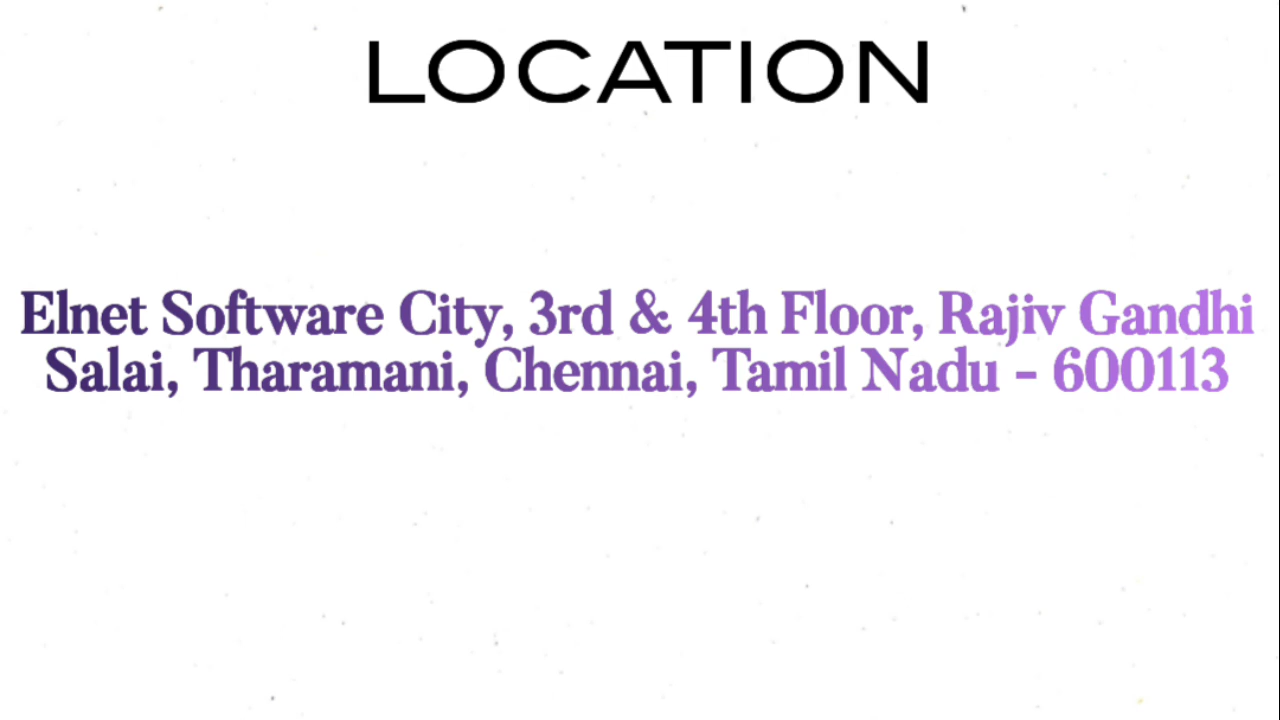 LOCATION
Elnet Software City, 3rd & 4th Floor, Rajiv Gandhi
Salai, Tharamani, Chennai, Tamil Nadu - 600113